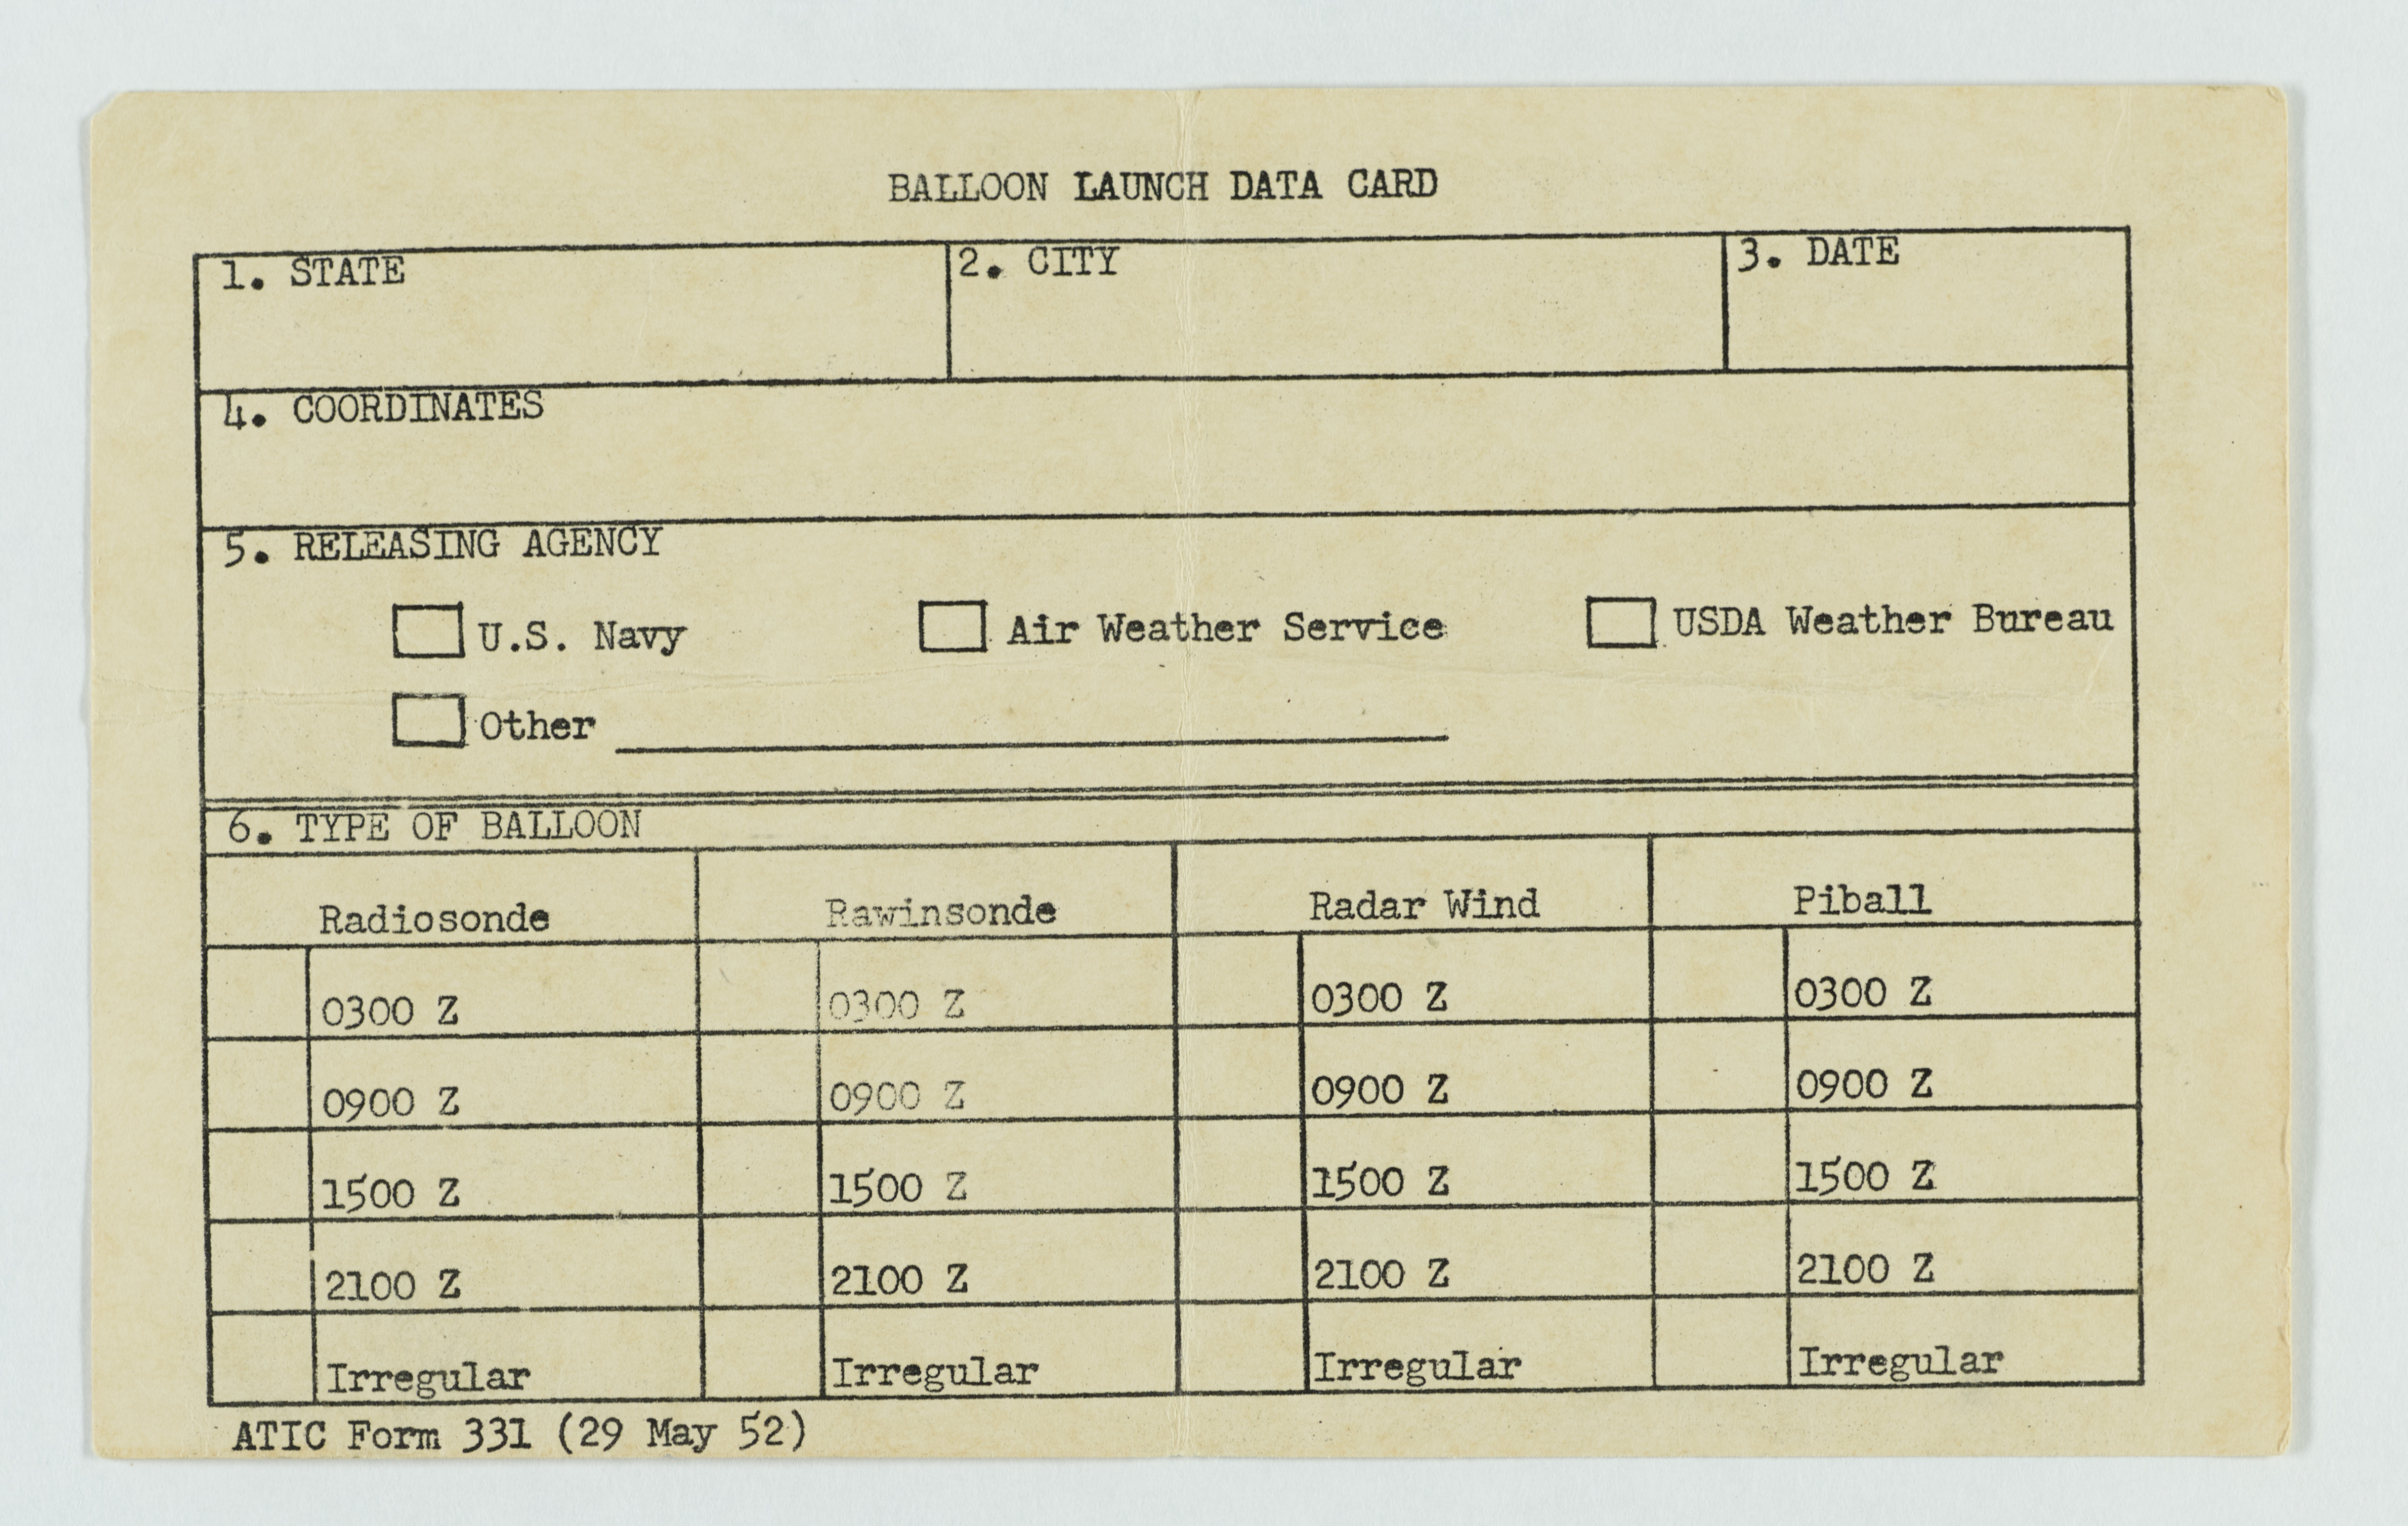 BALLOON LAUNCH DATA CARD
1. STATE 2. CITY 3. DATE
4. COORDINATES
5. RELEASING AGENCY
U.S. Navy Air Weather Service USDA Weather Bureau
Other
6. TYPE OF BALLOON
Radiosonde Rawinsonde Radar Wind Piball
0300 Z 0300 Z 0300 Z 0300 Z
0900 Z 0900 Z 0900 Z 0900 Z
1500 Z 1500 Z 1500 Z 1500 Z
2100 Z 2100 Z 2100 Z 2100 Z
Irregular Irregular Irregular Irregular
ATIC Form 331 (29 May 52)